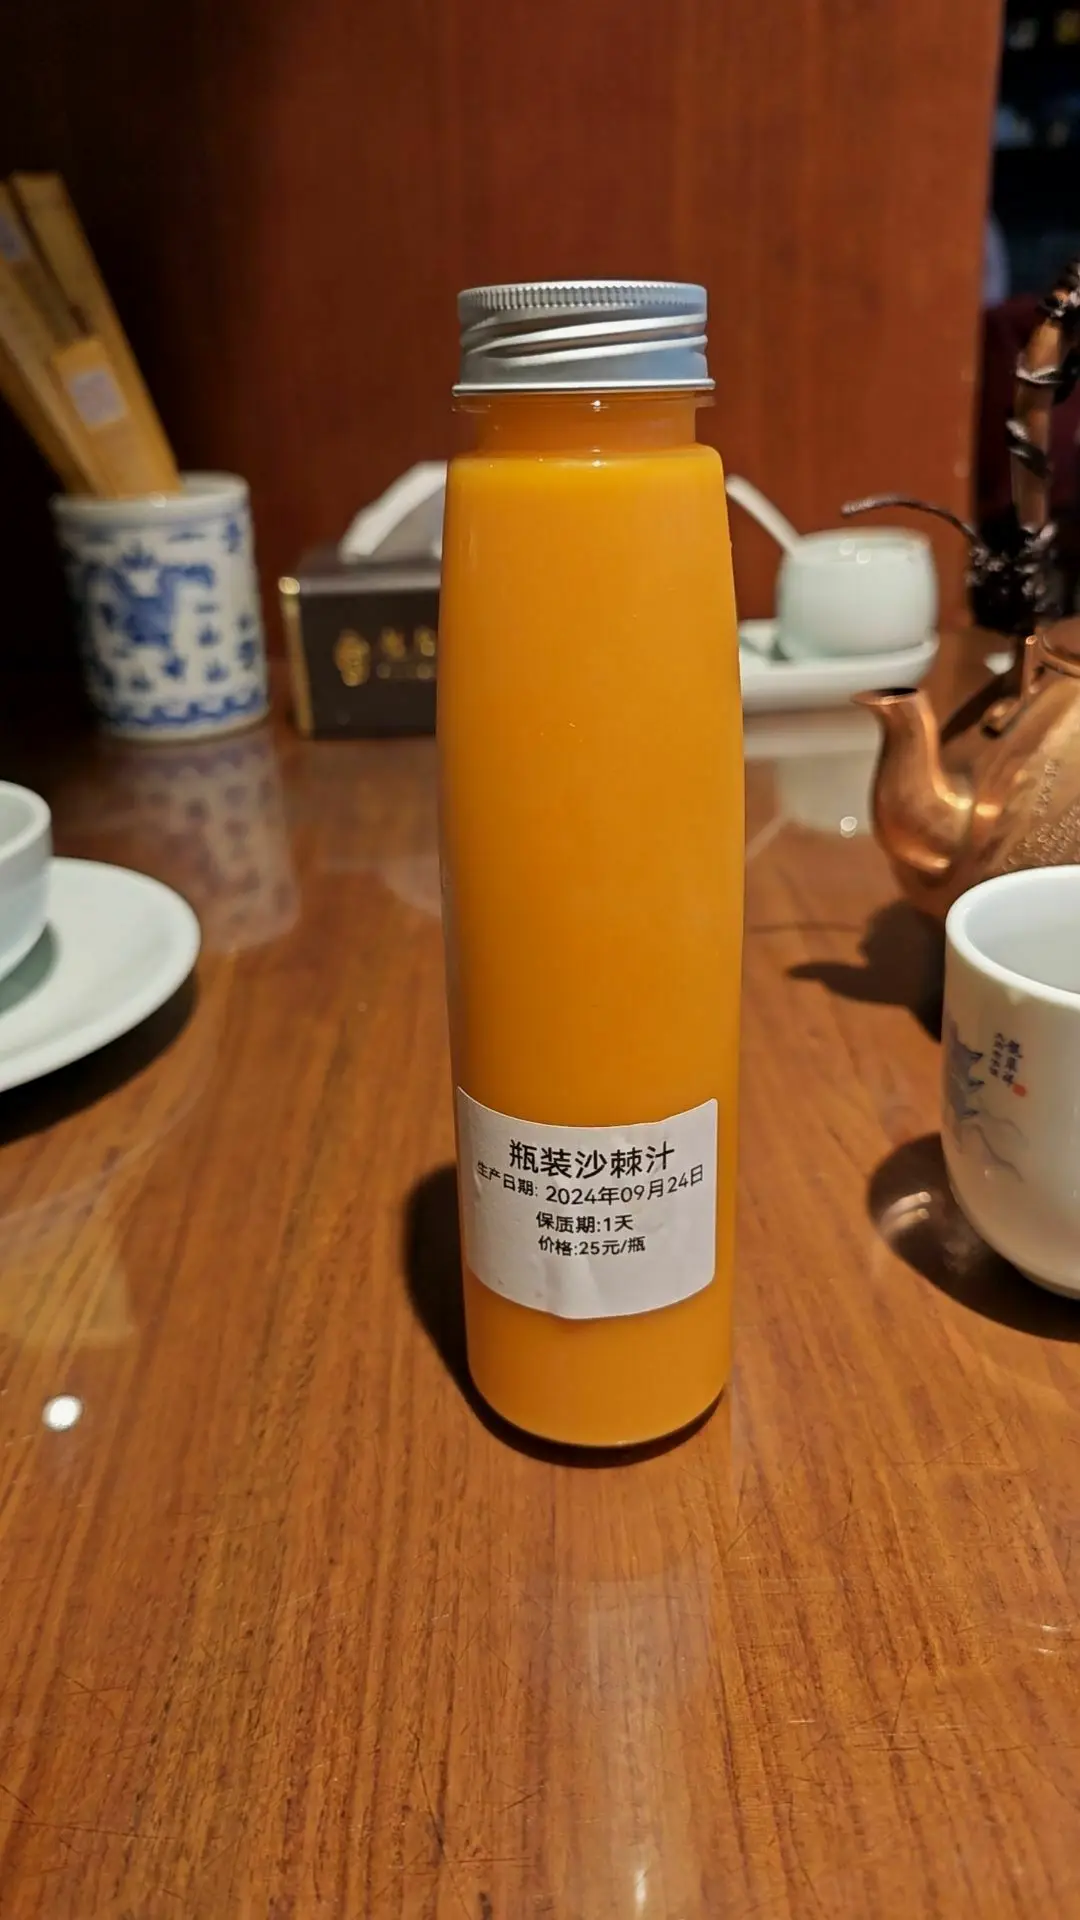 瓶装沙棘汁
生产日期: 2024年09月24日
保质期:1天
价格:25元/瓶